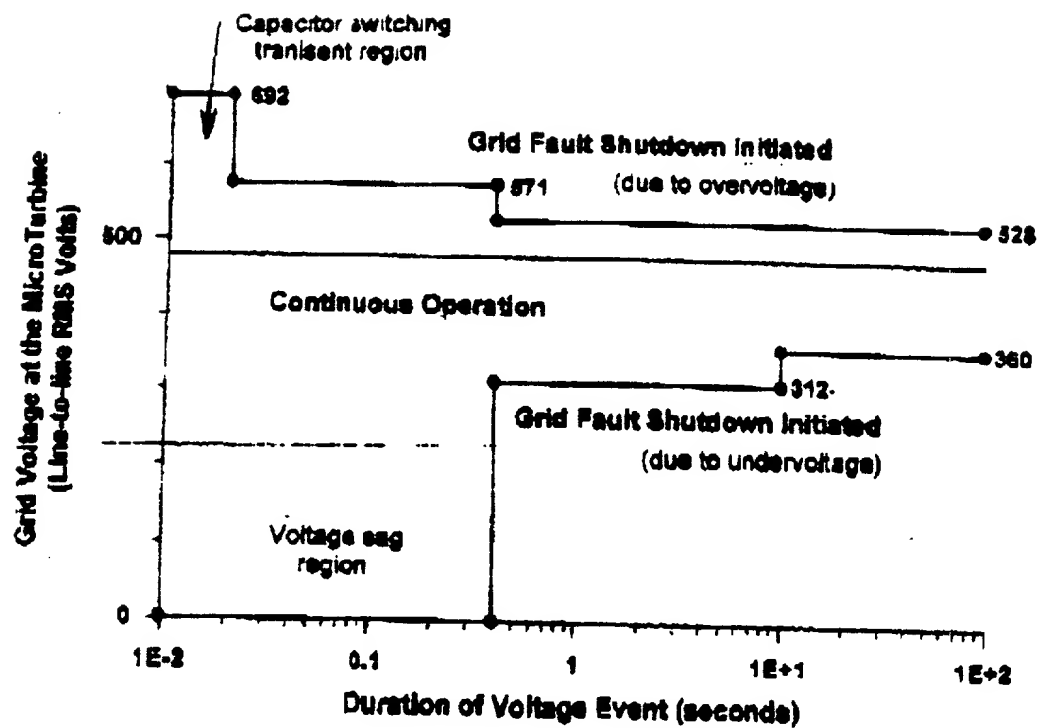 Capacitor switching
tranisent region
692
Grid Fault Shutdown Initiated
(due to overvoltage)
571
528
500
Continuous Operation
360
312
Grid Fault Shutdown Initiated
(due to undervoltage)
Voltage sag
region
0
1E-2
0.1
1
1E+1
1E+2
Duration of Voltage Event (seconds)
Grid Voltage at the MicroTurbine
(Line-to-line RMS Volts)